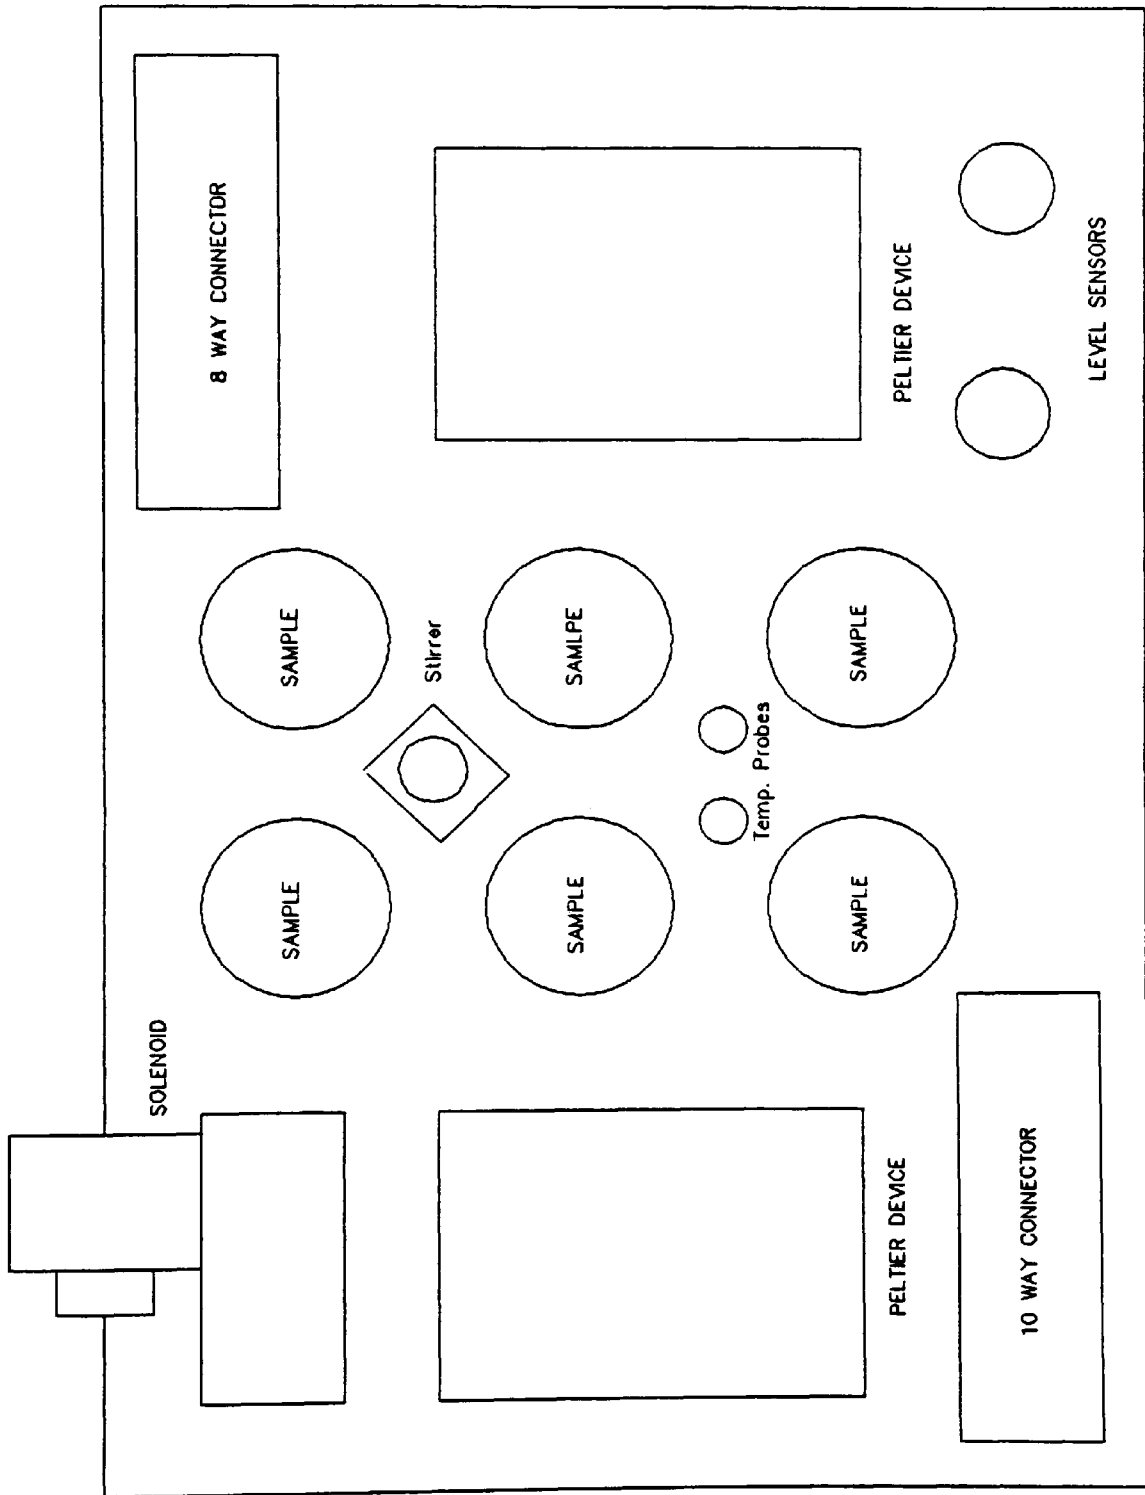 SOLENOID
8 WAY CONNECTOR
SAMPLE
SAMPLE
Stirrer
SAMPLE
SAMLPE
Temp. Probes
SAMPLE
SAMPLE
PELTIER DEVICE
PELTIER DEVICE
10 WAY CONNECTOR
LEVEL SENSORS